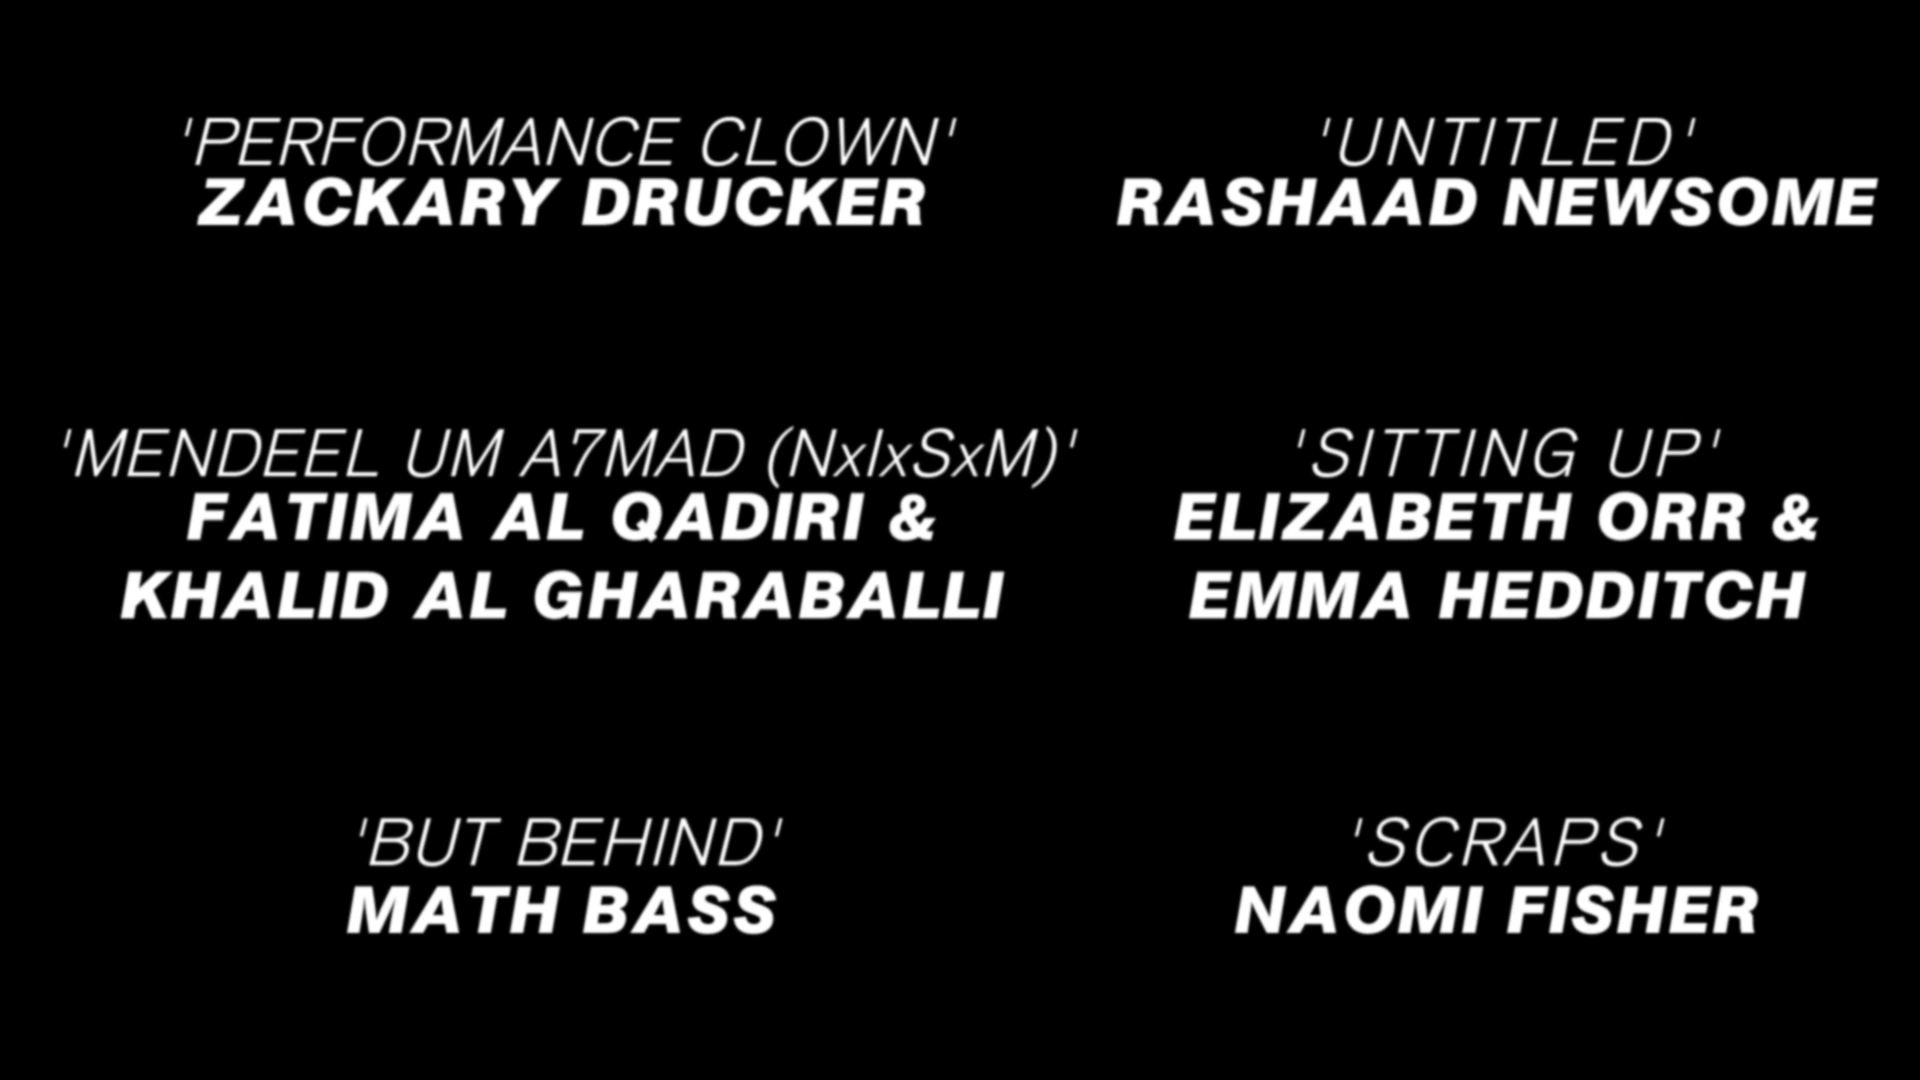 'PERFORMANCE CLOWN'
ZACKARY DRUCKER
'UNTITLED'
RASHAAD NEWSOME
'MENDEEL UM A7MAD (NxIxSxM)'
FATIMA AL QADIRI &
KHALID AL GHARABALLI
'SITTING UP'
ELIZABETH ORR &
EMMA HEDDITCH
'BUT BEHIND'
MATH BASS
'SCRAPS'
NAOMI FISHER